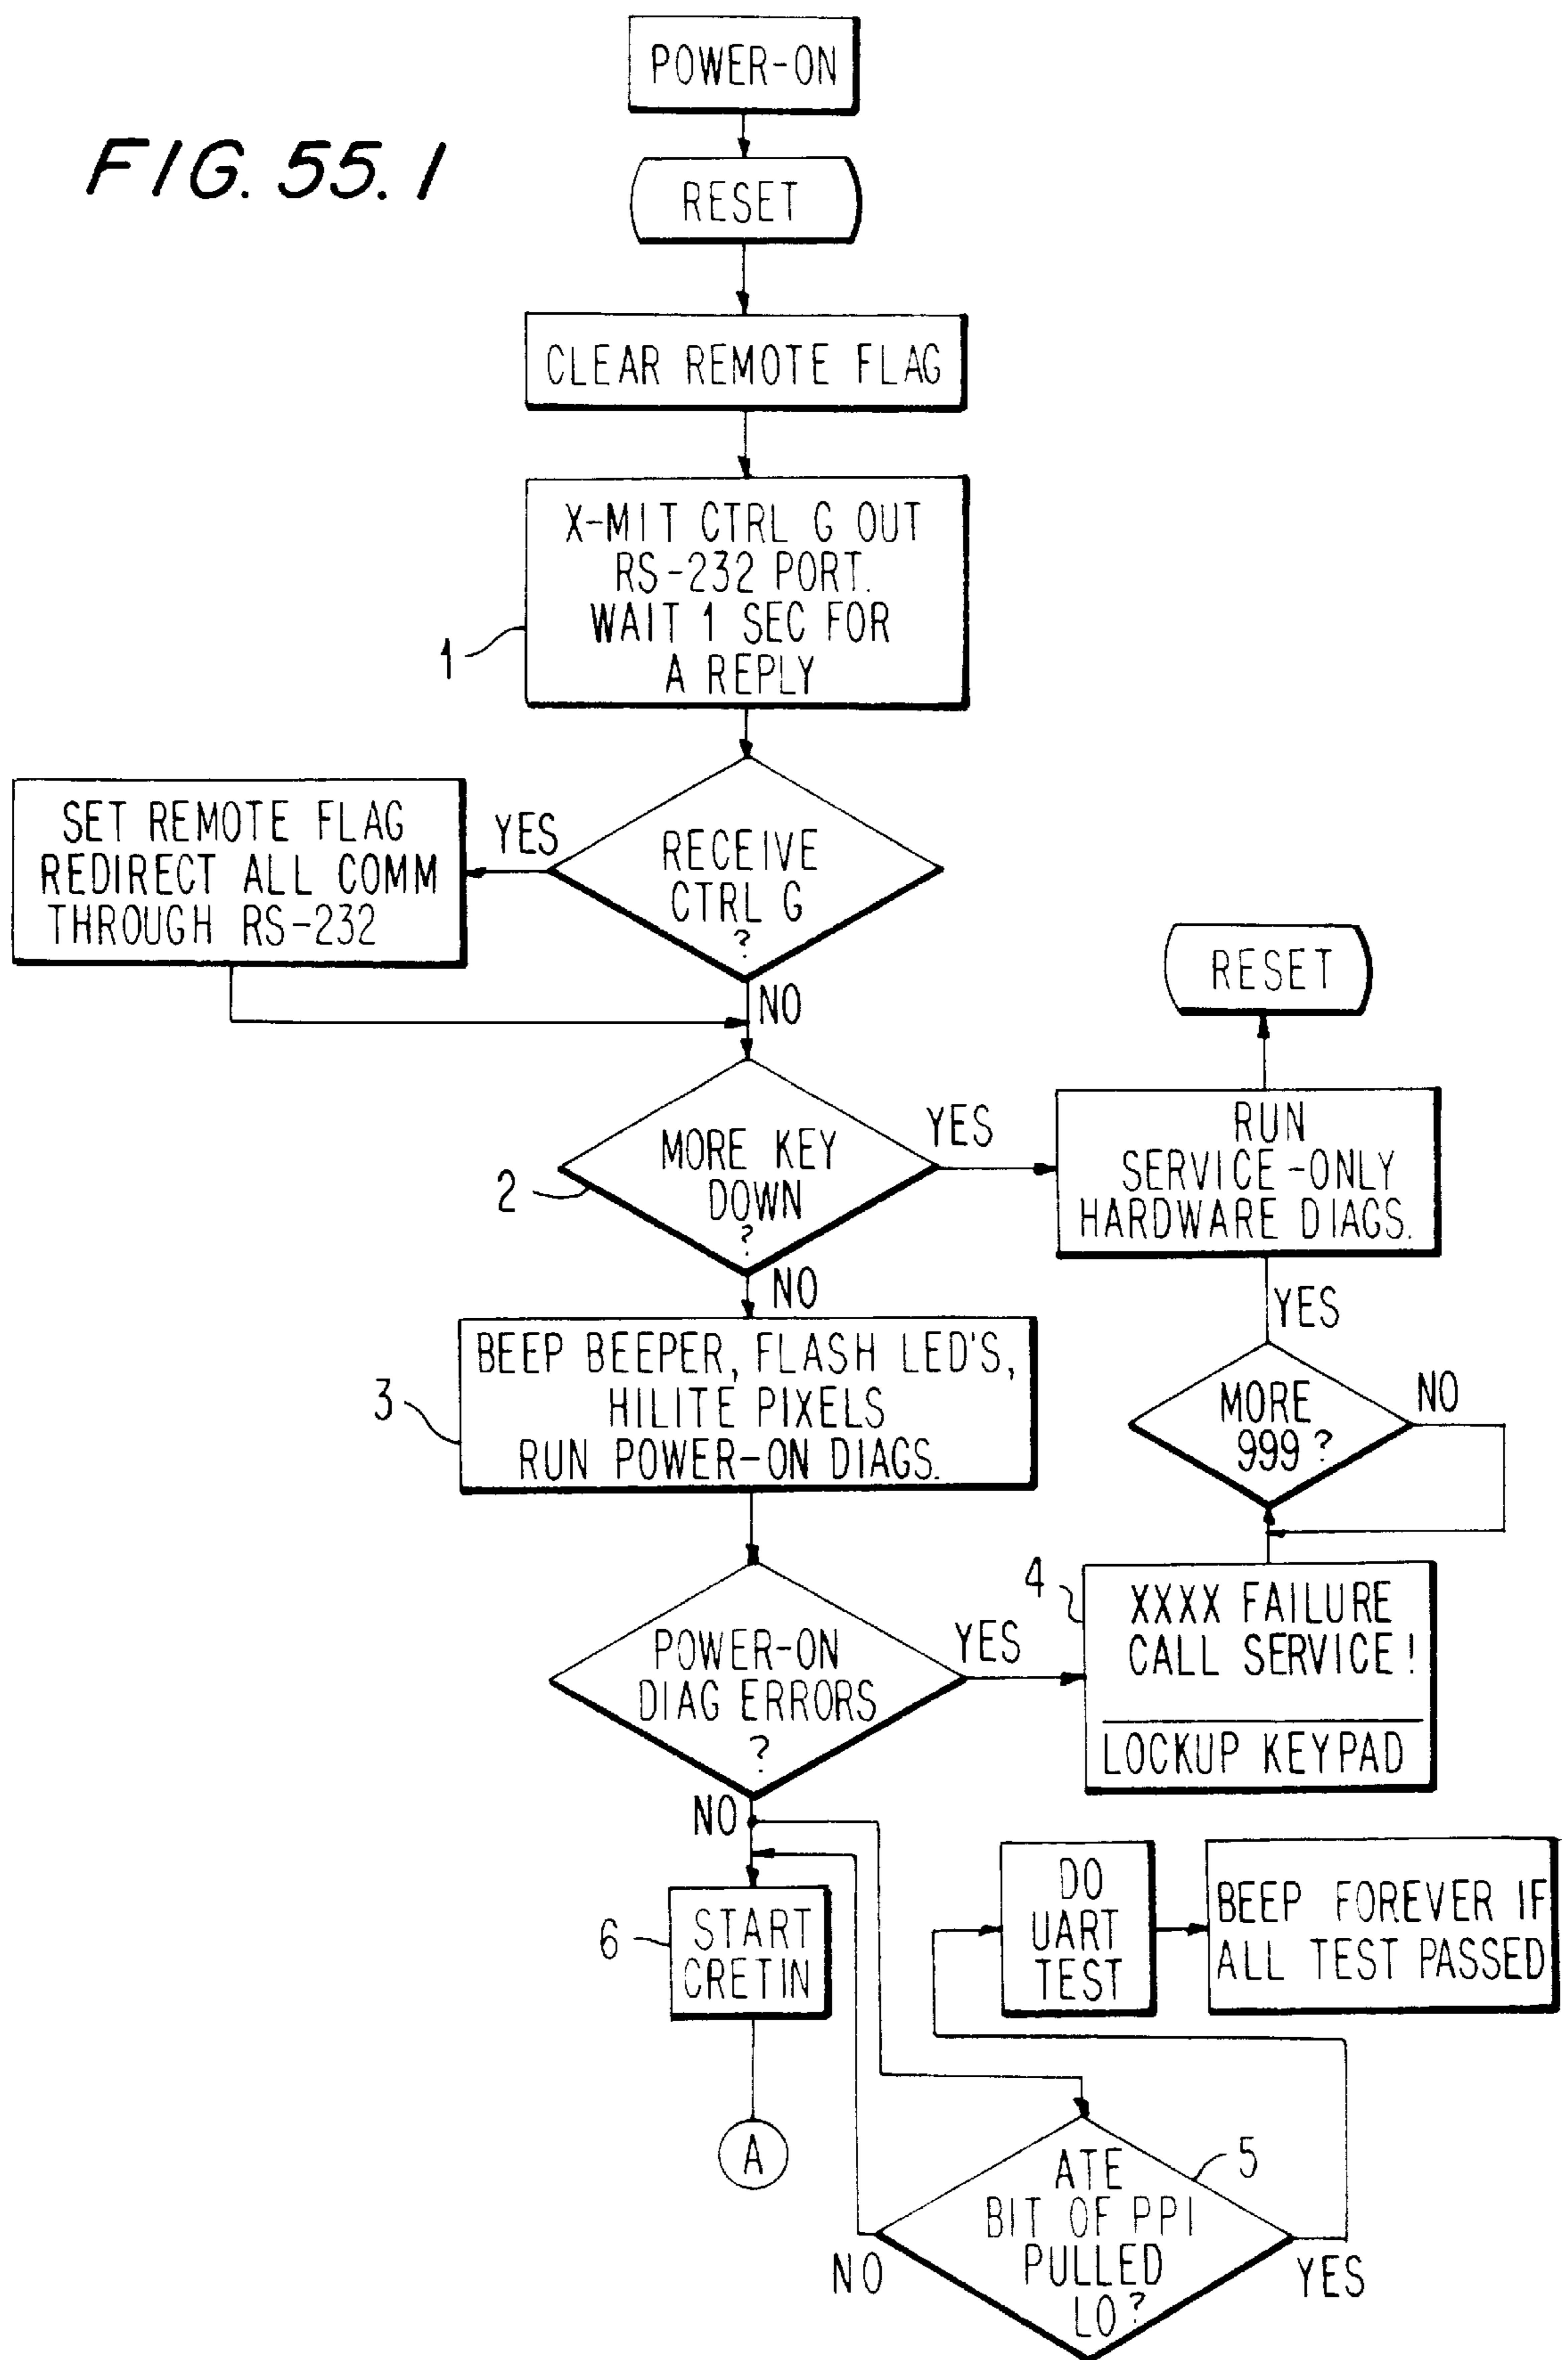 POWER-ON
FIG. 55.1
RESET
CLEAR REMOTE FLAG
X-MIT CTRL G OUT
RS-232 PORT.
WAIT 1 SEC FOR
A REPLY
1
SET REMOTE FLAG
REDIRECT ALL COMM
THROUGH RS-232
YES
RECEIVE
CTRL G
?
NO
RESET
MORE KEY
DOWN
?
2
YES
RUN
SERVICE-ONLY
HARDWARE DIAGS.
NO
YES
BEEP BEEPER, FLASH LED'S,
HILITE PIXELS
RUN POWER-ON DIAGS.
3
MORE
999?
NO
POWER-ON
DIAG ERRORS
?
YES
4
XXXX FAILURE
CALL SERVICE!
LOCKUP KEYPAD
NO
6
START
CRETIN
DO
UART
TEST
BEEP FOREVER IF
ALL TEST PASSED
A
ATE
BIT OF PPI
PULLED
LO?
5
NO
YES